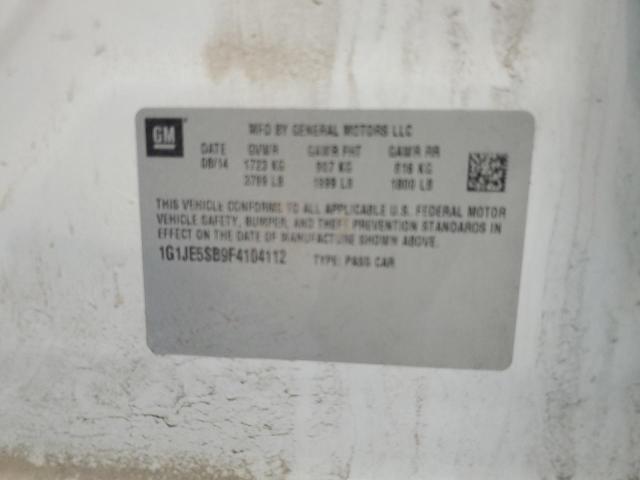 GM
MFD BY GENERAL MOTORS LLC
DATE GVWR GAWR FRT GAWR RR
08/14 1723 KG 907 KG 816 KG
3799 LB 1999 LB 1800 LB
THIS VEHICLE CONFORMS TO ALL APPLICABLE U.S. FEDERAL MOTOR
VEHICLE SAFETY, BUMPER, AND THEFT PREVENTION STANDARDS IN
EFFECT ON THE DATE OF MANUFACTURE SHOWN ABOVE.
1G1JE5SB9F4104112 TYPE: PASS CAR